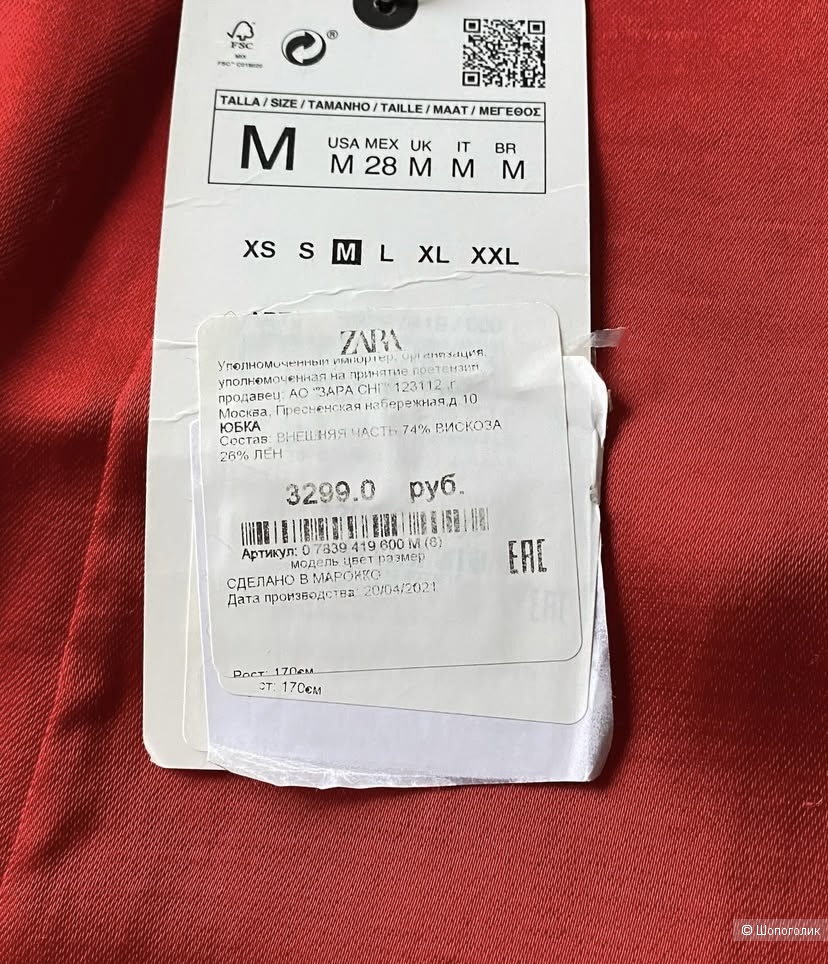 FSC
MIX
®
TALLA / SIZE / TAMANHO / TAILLE / MAAT / ΜΕΓΕΘΟΣ
M
USA MEX UK IT BR
M 28 M M M
XS S M L XL XXL
ZARA
Уполномоченный импортер, организация,
уполномоченная на принятие претензий
продавец: АО "ЗАРА СНГ" 123112 ,г.
Москва, Пресненская набережная,д.10
ЮБКА
Состав: ВНЕШНЯЯ ЧАСТЬ 74% ВИСКОЗА
26% ЛЕН
3299.0 руб.
Артикул: 0 7839 419 600 M (6)
модель цвет размер
EAC
СДЕЛАНО В МАРОККО
Дата производства: 20/04/2021
Рост: 170см
ст: 170см
© Шопоголик